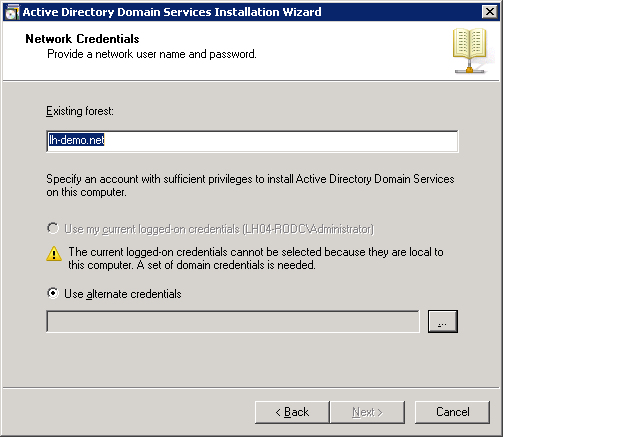 Active Directory Domain Services Installation Wizard
Network Credentials
Provide a network user name and password.
Existing forest:
lh-demo.net
Specify an account with sufficient privileges to install Active Directory Domain Services
on this computer.
Use my current logged-on credentials (LH04-RODC\Administrator)
The current logged-on credentials cannot be selected because they are local to
this computer. A set of domain credentials is needed.
Use alternate credentials
...
< Back Next > Cancel